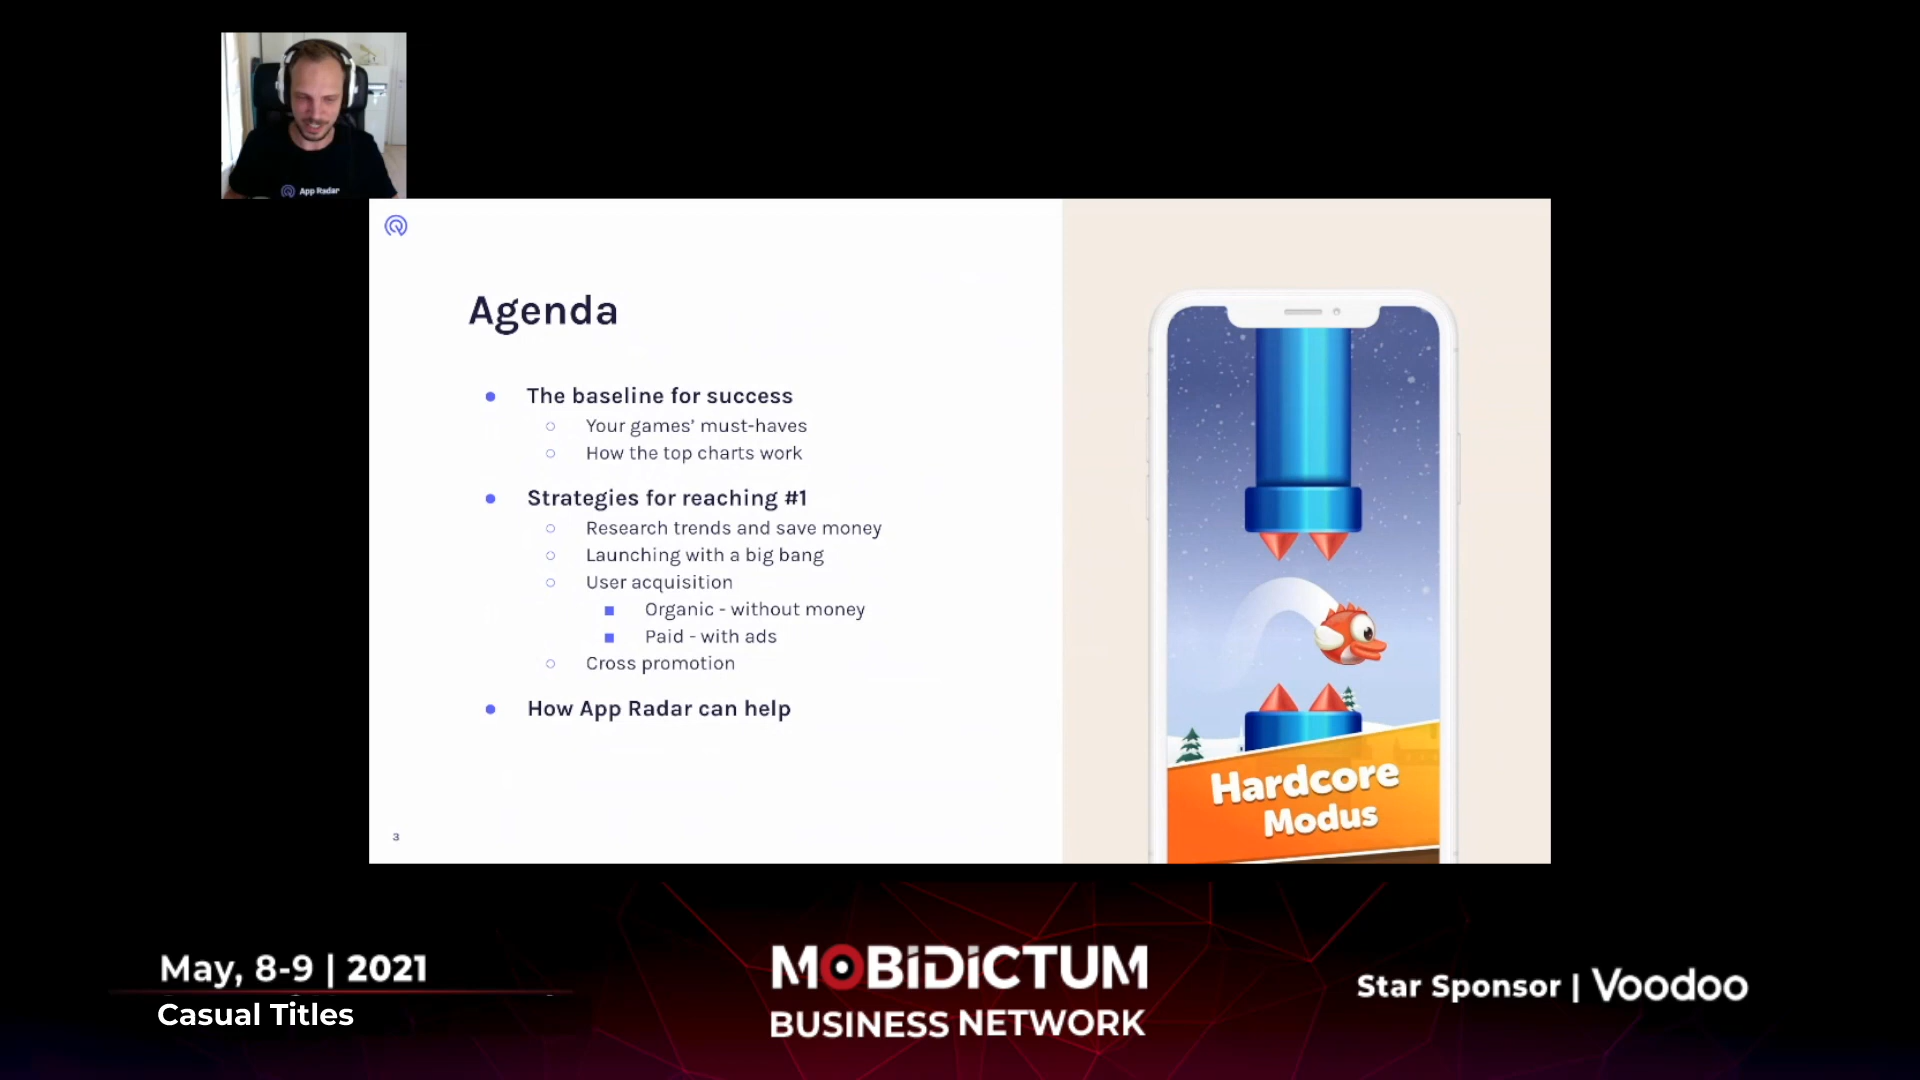 App Radar
Agenda
The baseline for success
Your games’ must-haves
How the top charts work
Strategies for reaching #1
Research trends and save money
Launching with a big bang
User acquisition
Organic - without money
Paid - with ads
Cross promotion
How App Radar can help
3
Hardcore
Modus
May, 8-9 | 2021
Casual Titles
MOBiDiCTUM
BUSINESS NETWORK
Star Sponsor | Voodoo